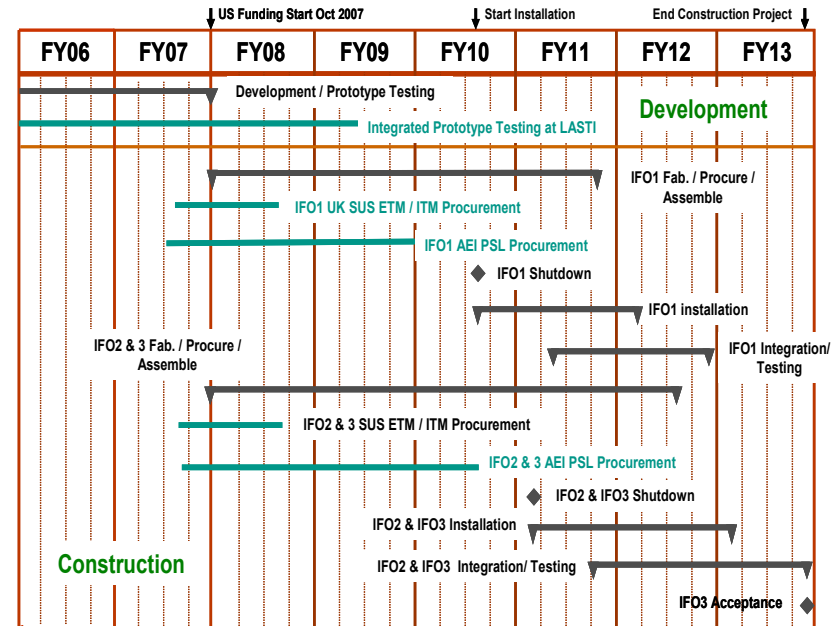 US Funding Start Oct 2007
Start Installation
End Construction Project
FY06 FY07 FY08 FY09 FY10 FY11 FY12 FY13
Development / Prototype Testing
Development
Integrated Prototype Testing at LASTI
IFO1 Fab. / Procure /
Assemble
IFO1 UK SUS ETM / ITM Procurement
IFO1 AEI PSL Procurement
IFO1 Shutdown
IFO1 installation
IFO2 & 3 Fab. / Procure /
Assemble
IFO1 Integration/
Testing
IFO2 & 3 SUS ETM / ITM Procurement
IFO2 & 3 AEI PSL Procurement
IFO2 & IFO3 Shutdown
IFO2 & IFO3 Installation
Construction
IFO2 & IFO3 Integration/ Testing
IFO3 Acceptance